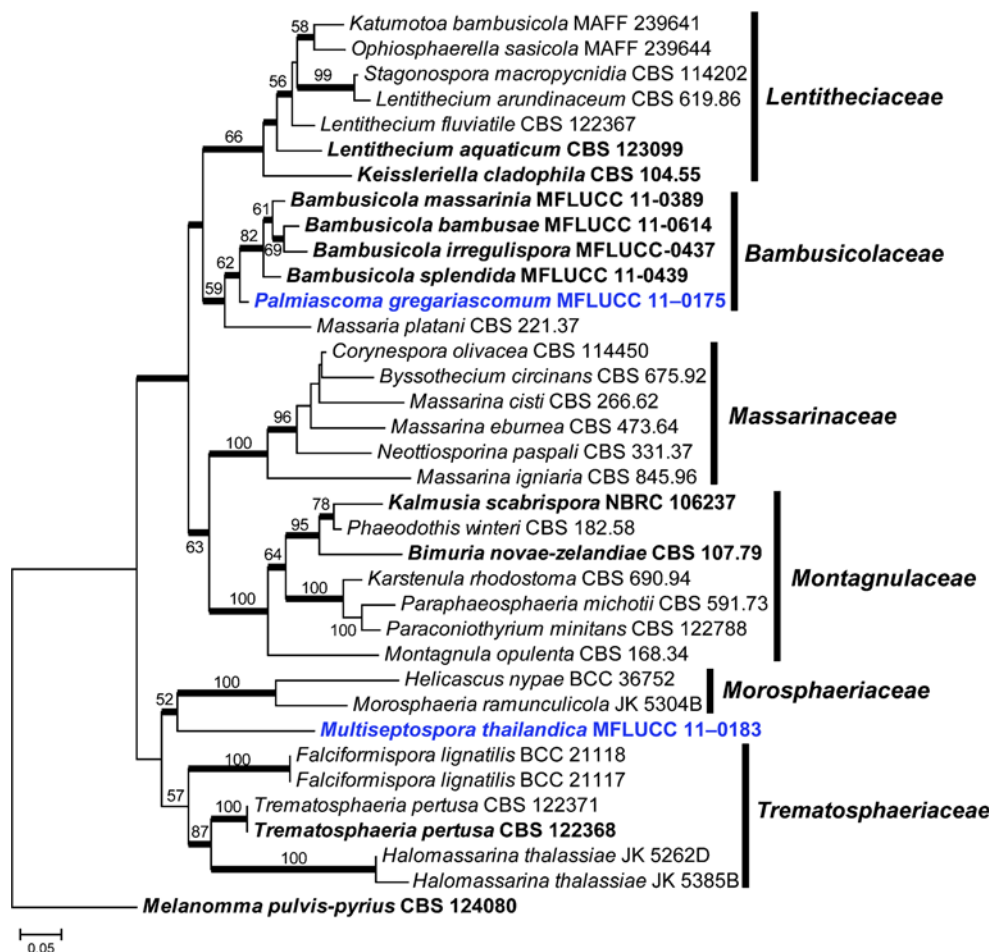 58
Katumotoa bambusicola MAFF 239641
Ophiosphaerella sasicola MAFF 239644
99
Stagonospora macropycnidia CBS 114202
56
Lentithecium arundinaceum CBS 619.86
Lentitheciaceae
Lentithecium fluviatile CBS 122367
66
Lentithecium aquaticum CBS 123099
Keissleriella cladophila CBS 104.55
61
Bambusicola massarinia MFLUCC 11-0389
Bambusicola bambusae MFLUCC 11-0614
82
69
Bambusicola irregulispora MFLUCC-0437
Bambusicolaceae
62
Bambusicola splendida MFLUCC 11-0439
59
Palmiascoma gregariascomum MFLUCC 11–0175
Massaria platani CBS 221.37
Corynespora olivacea CBS 114450
Byssothecium circinans CBS 675.92
Massarina cisti CBS 266.62
96
Massarina eburnea CBS 473.64
Massarinaceae
100
Neottiosporina paspali CBS 331.37
Massarina igniaria CBS 845.96
78
Kalmusia scabrispora NBRC 106237
95
Phaeodothis winteri CBS 182.58
63
64
Bimuria novae-zelandiae CBS 107.79
Karstenula rhodostoma CBS 690.94
Montagnulaceae
100
100
Paraphaeosphaeria michotii CBS 591.73
100
Paraconiothyrium minitans CBS 122788
Montagnula opulenta CBS 168.34
100
Helicascus nypae BCC 36752
52
Morosphaeria ramunculicola JK 5304B
Morosphaeriaceae
Multiseptospora thailandica MFLUCC 11–0183
100
Falciformispora lignatilis BCC 21118
Falciformispora lignatilis BCC 21117
57
100
Trematosphaeria pertusa CBS 122371
Trematosphaeriaceae
87
Trematosphaeria pertusa CBS 122368
100
Halomassarina thalassiae JK 5262D
Halomassarina thalassiae JK 5385B
Melanomma pulvis-pyrius CBS 124080
0.05